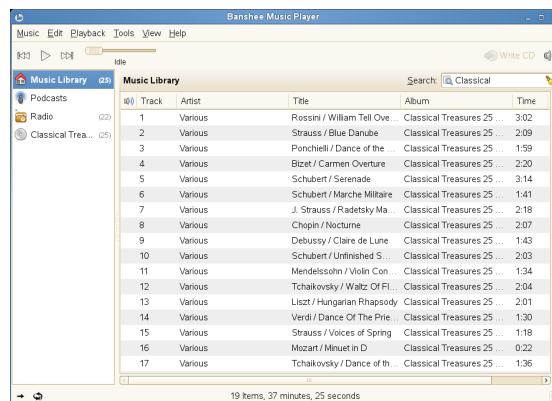 Banshee Music Player
Music Edit Playback Tools View Help
Idle
Write CD
Music Library (25)
Podcasts
Radio (22)
Classical Trea... (25)
Music Library
Search: Classical
Track Artist Title Album Time
1 Various Rossini / William Tell Ove... Classical Treasures 25 ... 3:02
2 Various Strauss / Blue Danube Classical Treasures 25 ... 2:09
3 Various Ponchielli / Dance of the ... Classical Treasures 25 ... 1:59
4 Various Bizet / Carmen Overture Classical Treasures 25 ... 2:20
5 Various Schubert / Serenade Classical Treasures 25 ... 3:14
6 Various Schubert / Marche Militaire Classical Treasures 25 ... 1:41
7 Various J. Strauss / Radetsky Ma... Classical Treasures 25 ... 2:18
8 Various Chopin / Nocturne Classical Treasures 25 ... 2:07
9 Various Debussy / Claire de Lune Classical Treasures 25 ... 1:43
10 Various Schubert / Unfinished S... Classical Treasures 25 ... 2:03
11 Various Mendelssohn / Violin Con... Classical Treasures 25 ... 1:34
12 Various Tchaikovsky / Waltz Of Fl... Classical Treasures 25 ... 2:04
13 Various Liszt / Hungarian Rhapsody Classical Treasures 25 ... 2:01
14 Various Verdi / Dance Of The Prie... Classical Treasures 25 ... 1:30
15 Various Strauss / Voices of Spring Classical Treasures 25 ... 1:18
16 Various Mozart / Minuet in D Classical Treasures 25 ... 0:22
17 Various Tchaikovsky / Dance of th... Classical Treasures 25 ... 1:36
19 Items, 37 minutes, 25 seconds